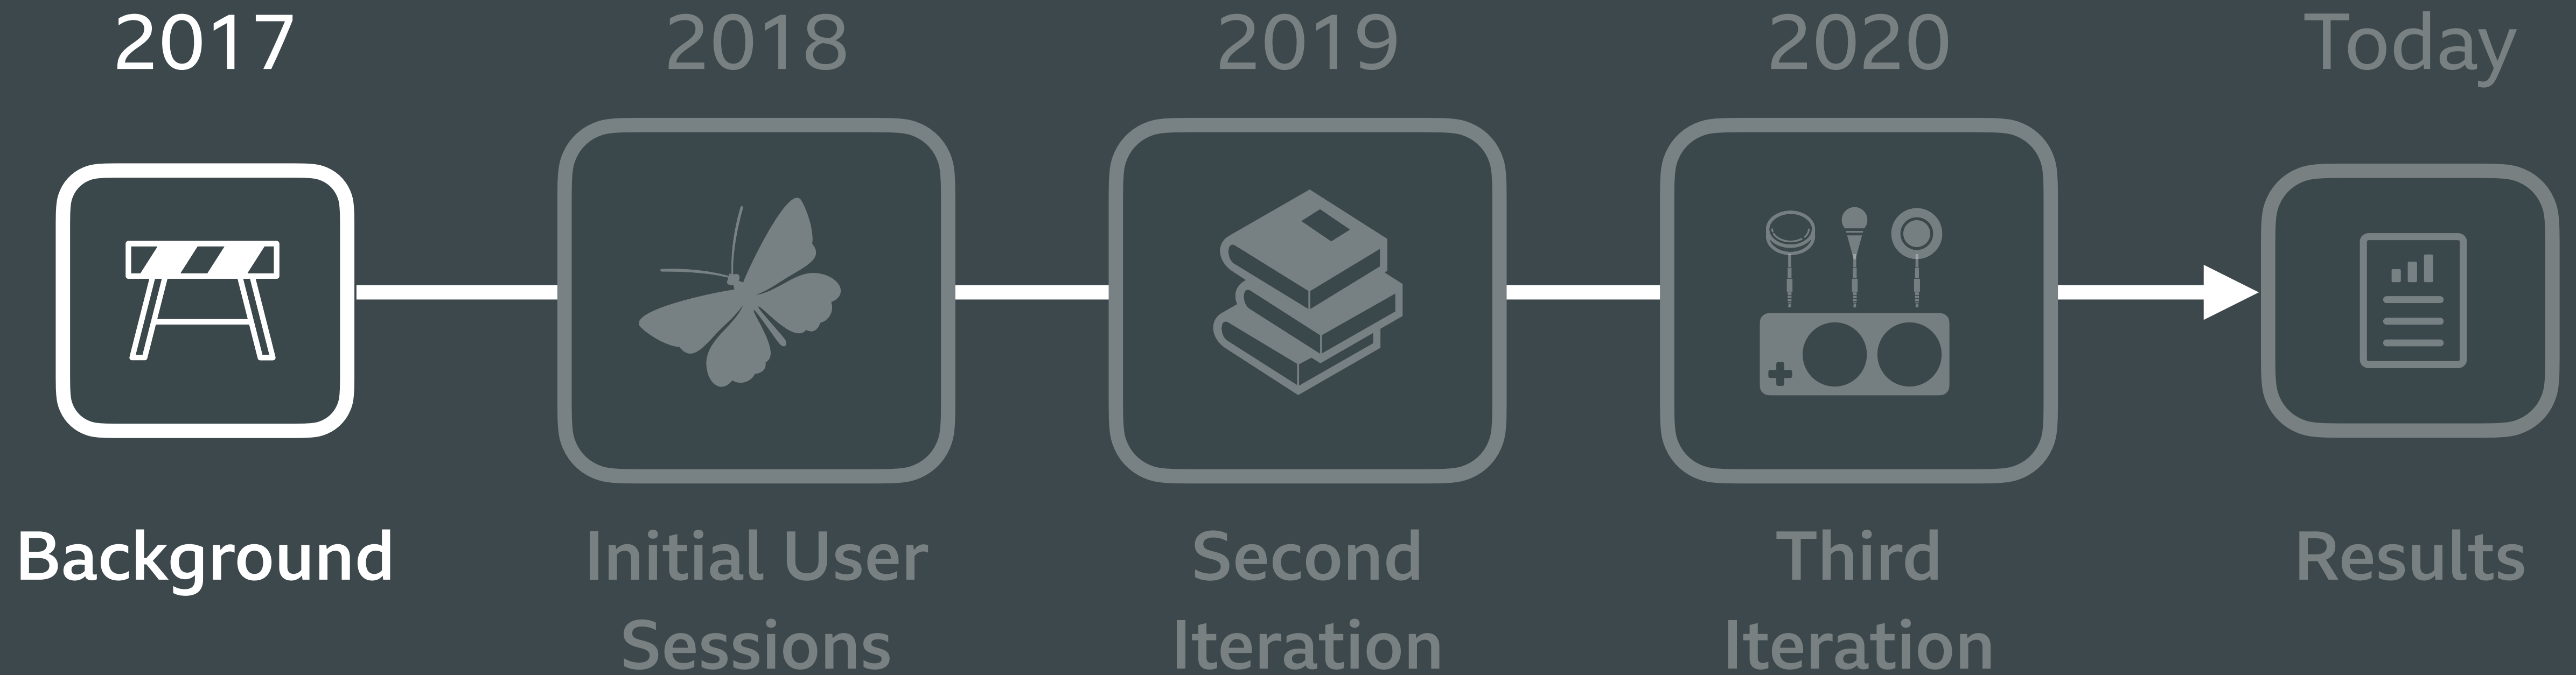 2017
2018
2019
2020
Today
Background
Initial User
Sessions
Second
Iteration
Third
Iteration
Results